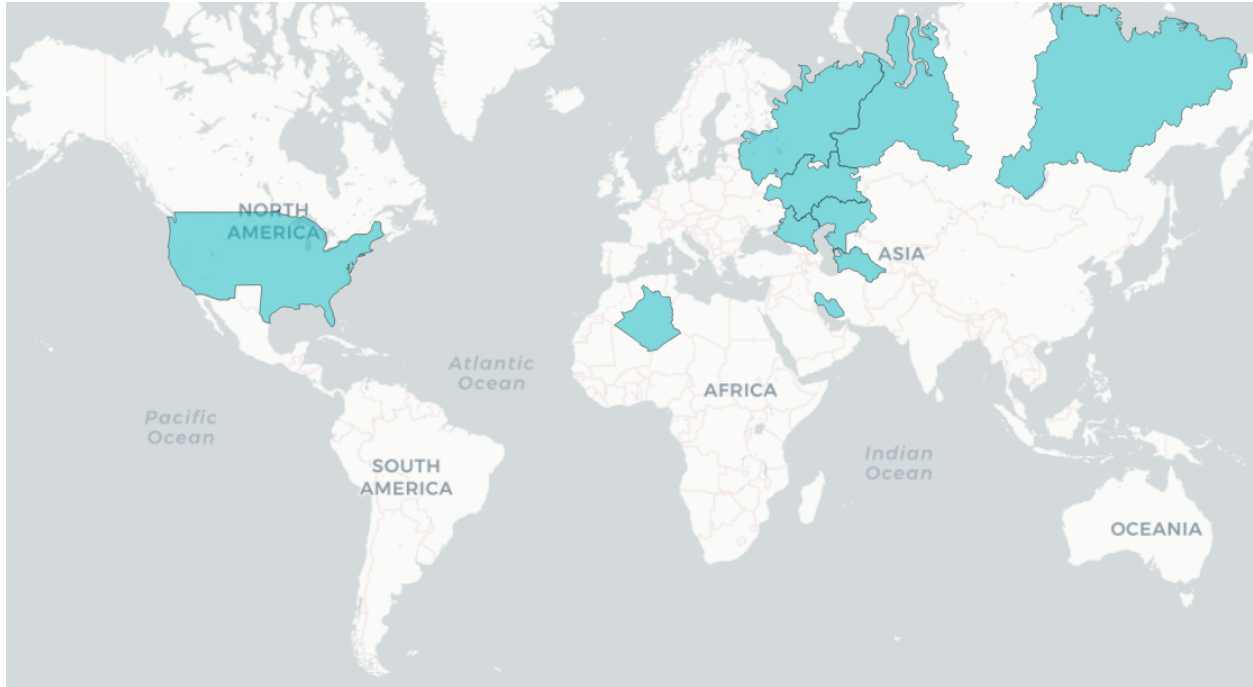 NORTH
AMERICA
ASIA
Atlantic
Ocean
AFRICA
Pacific
Ocean
SOUTH
AMERICA
Indian
Ocean
OCEANIA